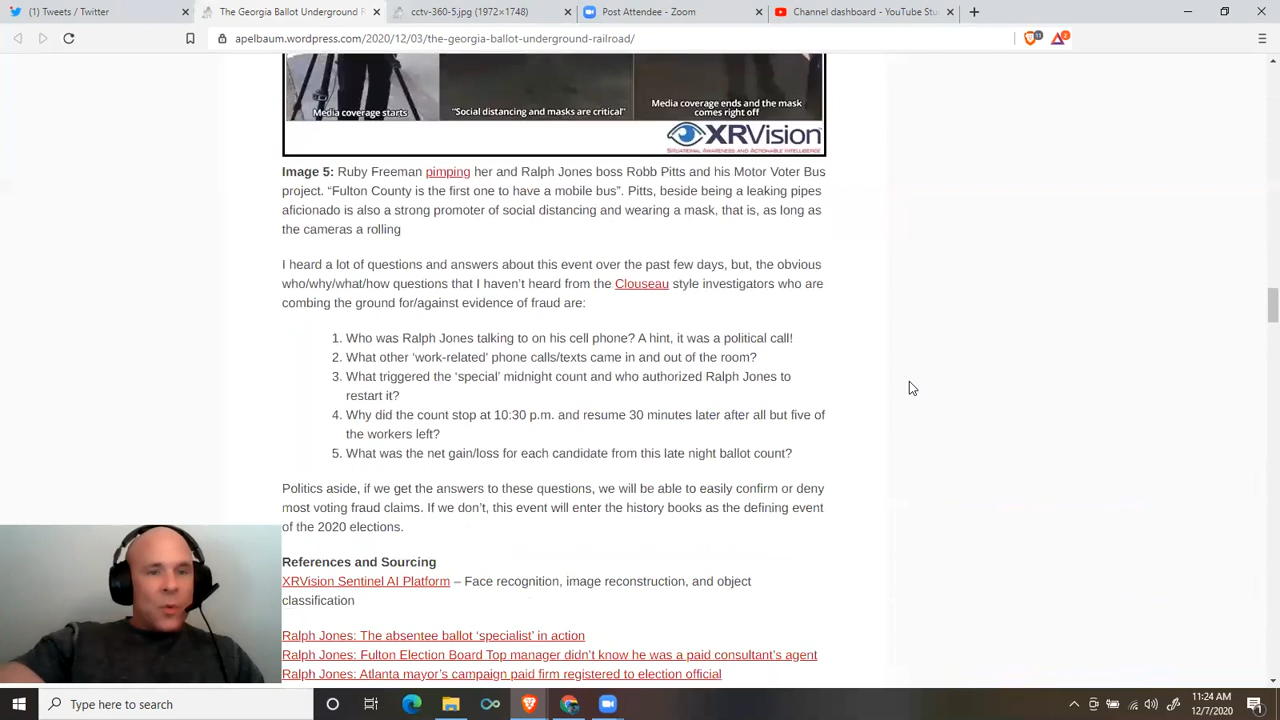 (1) Tweets / Twitter
The Georgia Ballot Underground R
cctv-360-5.jpg (1972×1748)
Post Attendee - Zoom
Channel dashboard - YouTube Stu
apelbaum.wordpress.com/2020/12/03/the-georgia-ballot-underground-railroad/
11
2
Media coverage starts
"Social distancing and masks are critical"
Media coverage ends and the mask
comes right off
XRVision
SITUATIONAL AWARENESS AND ACTIONABLE INTELLIGENCE
Image 5: Ruby Freeman pimping her and Ralph Jones boss Robb Pitts and his Motor Voter Bus
project. “Fulton County is the first one to have a mobile bus”. Pitts, beside being a leaking pipes
aficionado is also a strong promoter of social distancing and wearing a mask, that is, as long as
the cameras a rolling
I heard a lot of questions and answers about this event over the past few days, but, the obvious
who/why/what/how questions that I haven’t heard from the Clouseau style investigators who are
combing the ground for/against evidence of fraud are:
1. Who was Ralph Jones talking to on his cell phone? A hint, it was a political call!
2. What other ‘work-related’ phone calls/texts came in and out of the room?
3. What triggered the ‘special’ midnight count and who authorized Ralph Jones to
restart it?
4. Why did the count stop at 10:30 p.m. and resume 30 minutes later after all but five of
the workers left?
5. What was the net gain/loss for each candidate from this late night ballot count?
Politics aside, if we get the answers to these questions, we will be able to easily confirm or deny
most voting fraud claims. If we don’t, this event will enter the history books as the defining event
of the 2020 elections.
References and Sourcing
XRVision Sentinel AI Platform – Face recognition, image reconstruction, and object
classification
Ralph Jones: The absentee ballot ‘specialist’ in action
Ralph Jones: Fulton Election Board Top manager didn’t know he was a paid consultant’s agent
Ralph Jones: Atlanta mayor’s campaign paid firm registered to election official
Type here to search
11:24 AM
12/7/2020